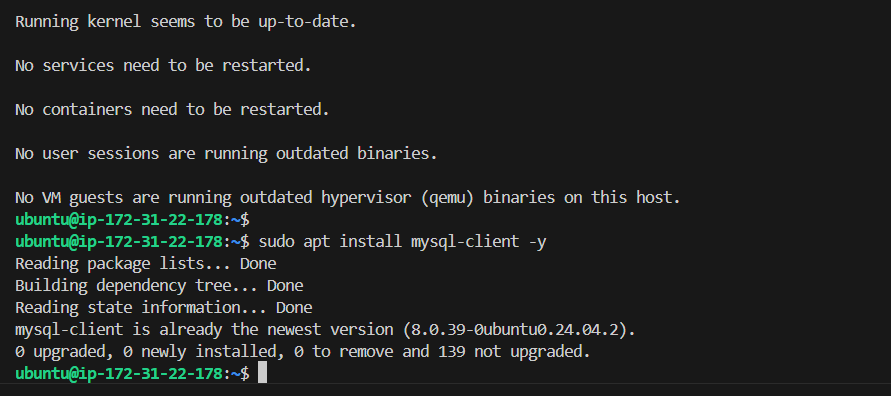 Running kernel seems to be up-to-date.
No services need to be restarted.
No containers need to be restarted.
No user sessions are running outdated binaries.
No VM guests are running outdated hypervisor (qemu) binaries on this host.
ubuntu@ip-172-31-22-178:~$
ubuntu@ip-172-31-22-178:~$ sudo apt install mysql-client -y
Reading package lists... Done
Building dependency tree... Done
Reading state information... Done
mysql-client is already the newest version (8.0.39-0ubuntu0.24.04.2).
0 upgraded, 0 newly installed, 0 to remove and 139 not upgraded.
ubuntu@ip-172-31-22-178:~$